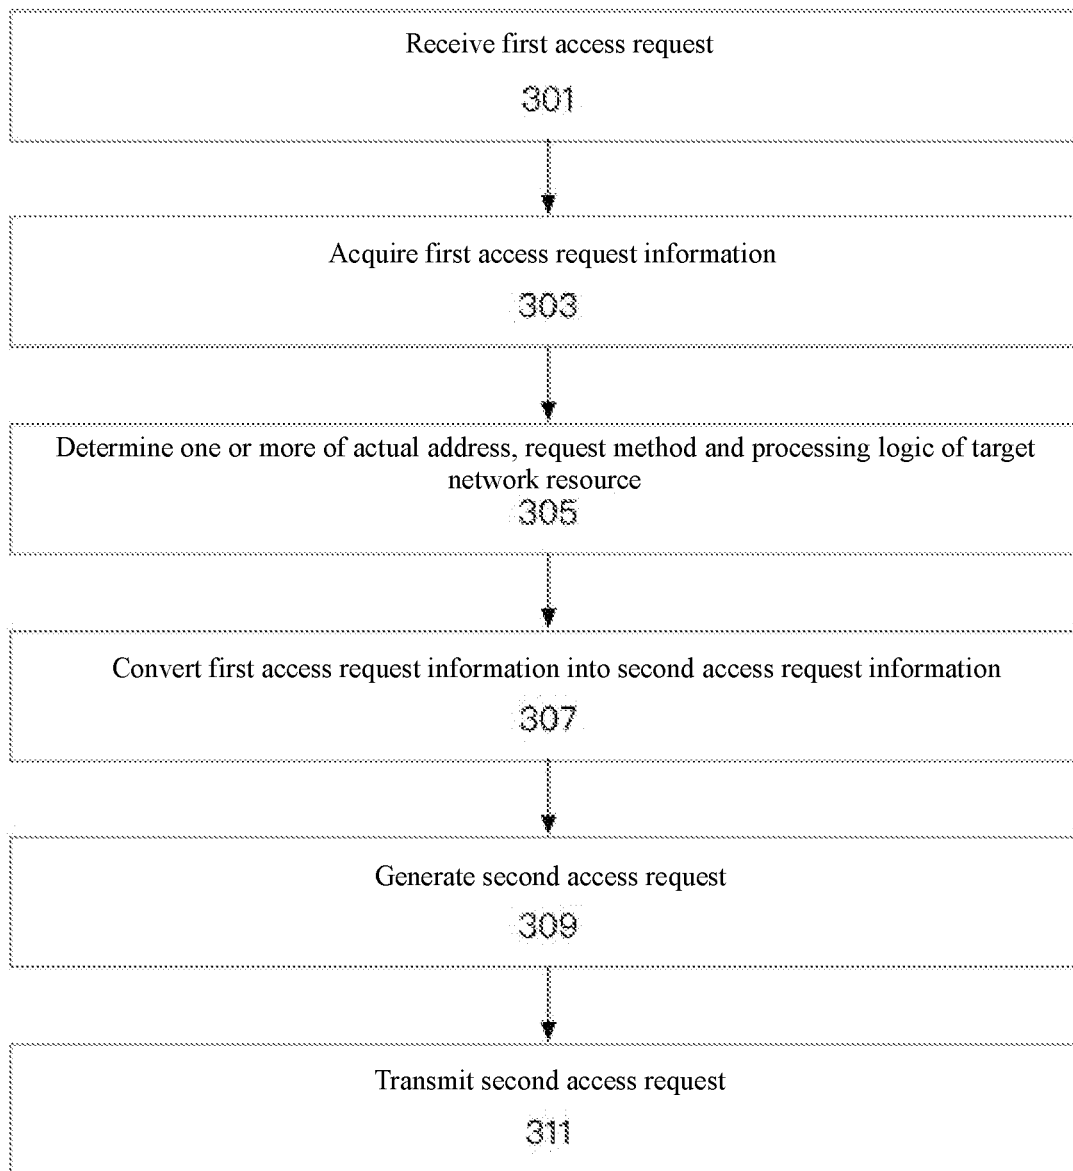 Receive first access request
301
Acquire first access request information
303
Determine one or more of actual address, request method and processing logic of target
network resource
305
Convert first access request information into second access request information
307
Generate second access request
309
Transmit second access request
311